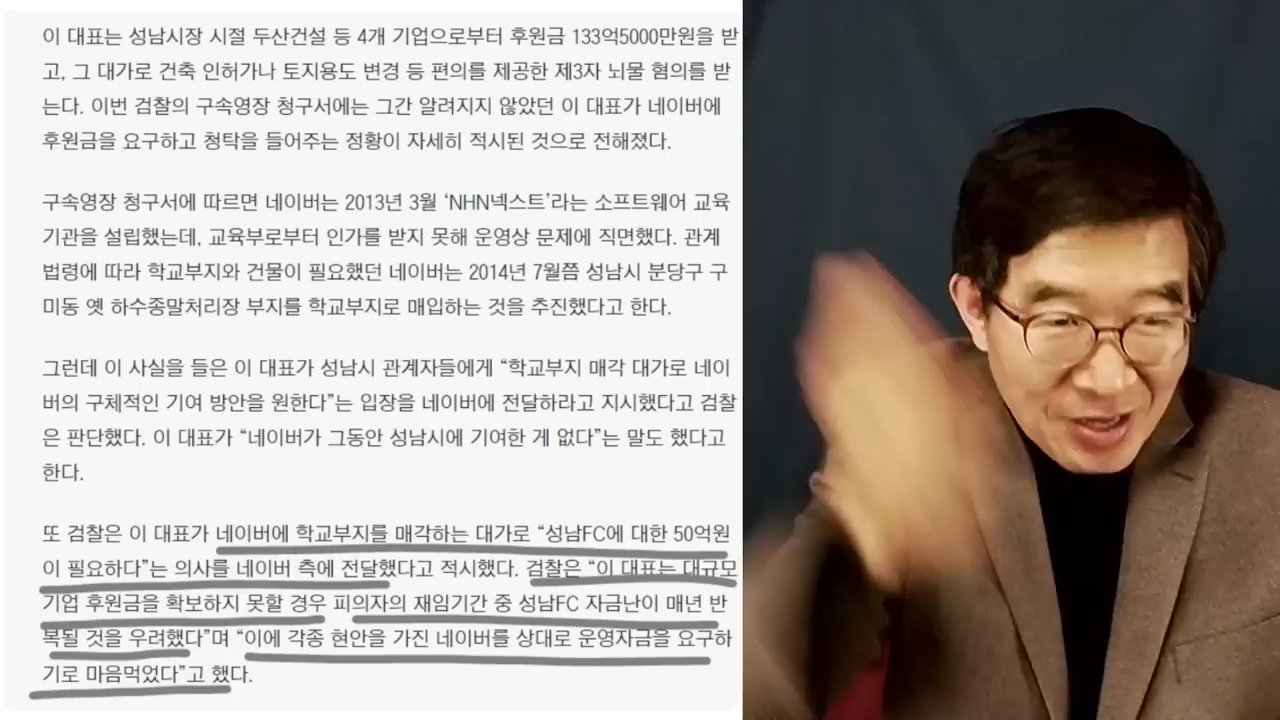 이 대표는 성남시장 시절 두산건설 등 4개 기업으로부터 후원금 133억5000만원을 받
고, 그 대가로 건축 인허가나 토지용도 변경 등 편의를 제공한 제3자 뇌물 혐의를 받
는다. 이번 검찰의 구속영장 청구서에는 그간 알려지지 않았던 이 대표가 네이버에
후원금을 요구하고 청탁을 들어주는 정황이 자세히 적시된 것으로 전해졌다.
구속영장 청구서에 따르면 네이버는 2013년 3월 ‘NHN넥스트’라는 소프트웨어 교육
기관을 설립했는데, 교육부로부터 인가를 받지 못해 운영상 문제에 직면했다. 관계
법령에 따라 학교부지와 건물이 필요했던 네이버는 2014년 7월쯤 성남시 분당구 구
미동 옛 하수종말처리장 부지를 학교부지로 매입하는 것을 추진했다고 한다.
그런데 이 사실을 들은 이 대표가 성남시 관계자들에게 “학교부지 매각 대가로 네이
버의 구체적인 기여 방안을 원한다”는 입장을 네이버에 전달하라고 지시했다고 검찰
은 판단했다. 이 대표가 “네이버가 그동안 성남시에 기여한 게 없다”는 말도 했다고
한다.
또 검찰은 이 대표가 네이버에 학교부지를 매각하는 대가로 “성남FC에 대한 50억원
이 필요하다”는 의사를 네이버 측에 전달했다고 적시했다. 검찰은 “이 대표는 대규모
기업 후원금을 확보하지 못할 경우 피의자의 재임기간 중 성남FC 자금난이 매년 반
복될 것을 우려했다”며 “이에 각종 현안을 가진 네이버를 상대로 운영자금을 요구하
기로 마음먹었다”고 했다.